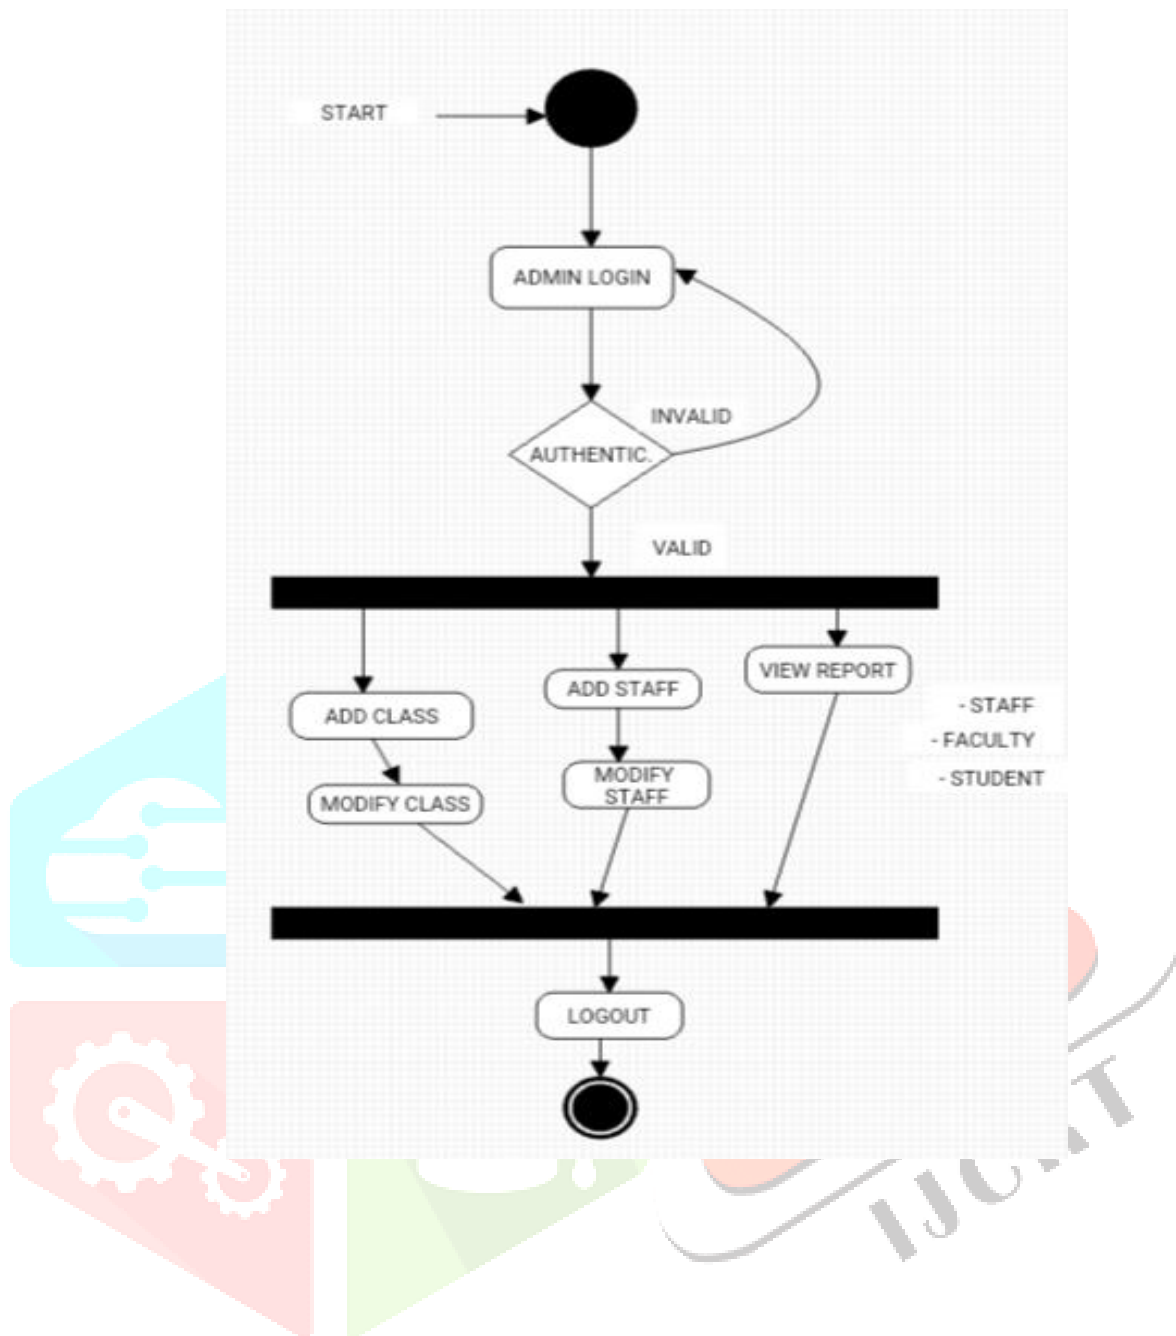 START
ADMIN LOGIN
INVALID
AUTHENTIC.
VALID
VIEW REPORT
ADD STAFF
ADD CLASS
- STAFF
- FACULTY
- STUDENT
MODIFY
STAFF
MODIFY CLASS
LOGOUT